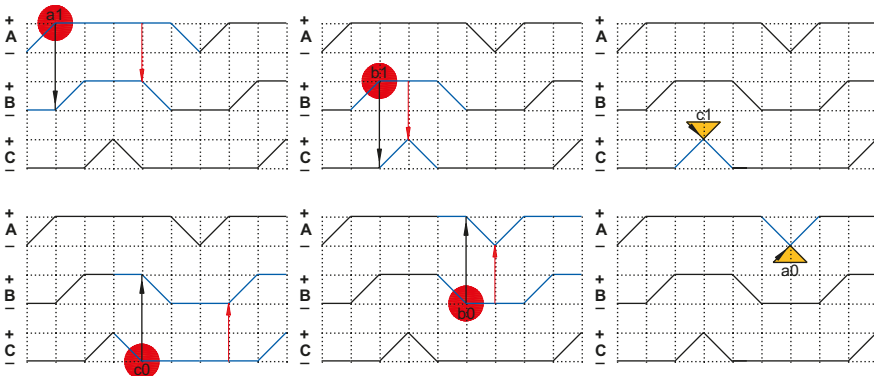 + A − a1
+ B −
+ C −
+ A −
+ B − b1
+ C −
+ A −
+ B −
+ C − c1
+ A −
+ B −
+ C − c0
+ A −
+ B − b0
+ C −
+ A − a0
+ B −
+ C −